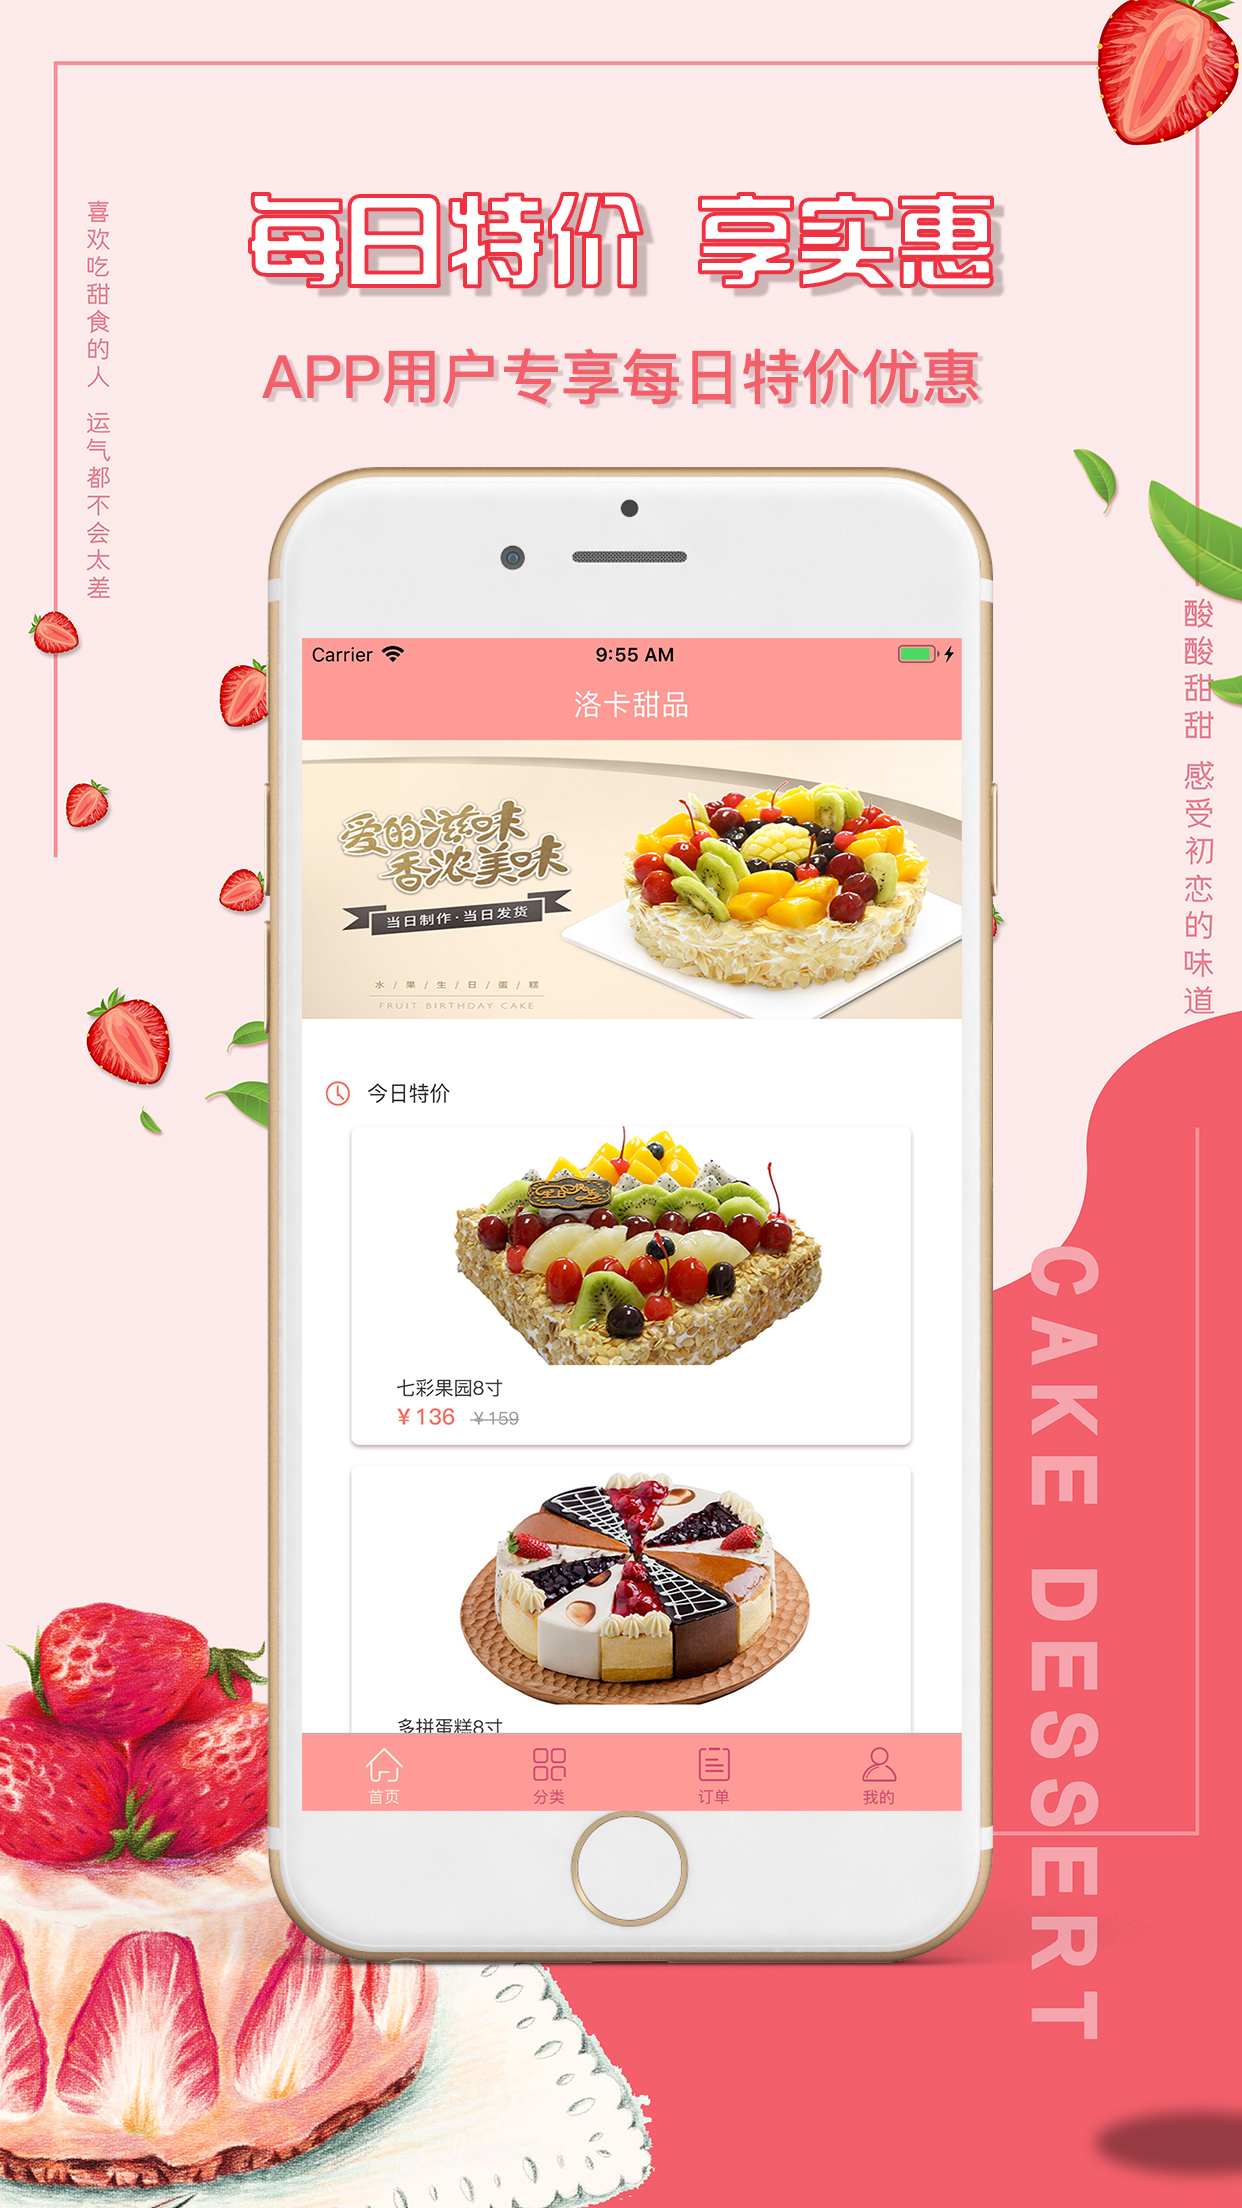 每日特价 享实惠
APP用户专享每日特价优惠
喜欢吃甜食的人 运气都不会太差
酸酸甜甜 感受初恋的味道
Carrier 9:55 AM
洛卡甜品
爱的滋味
香浓美味
当日制作·当日发货
水/果/生/日/蛋/糕
FRUIT BIRTHDAY CAKE
今日特价
七彩果园8寸
¥136 ¥159
多拼蛋糕8寸
首页 分类 订单 我的
CAKE DESSERT